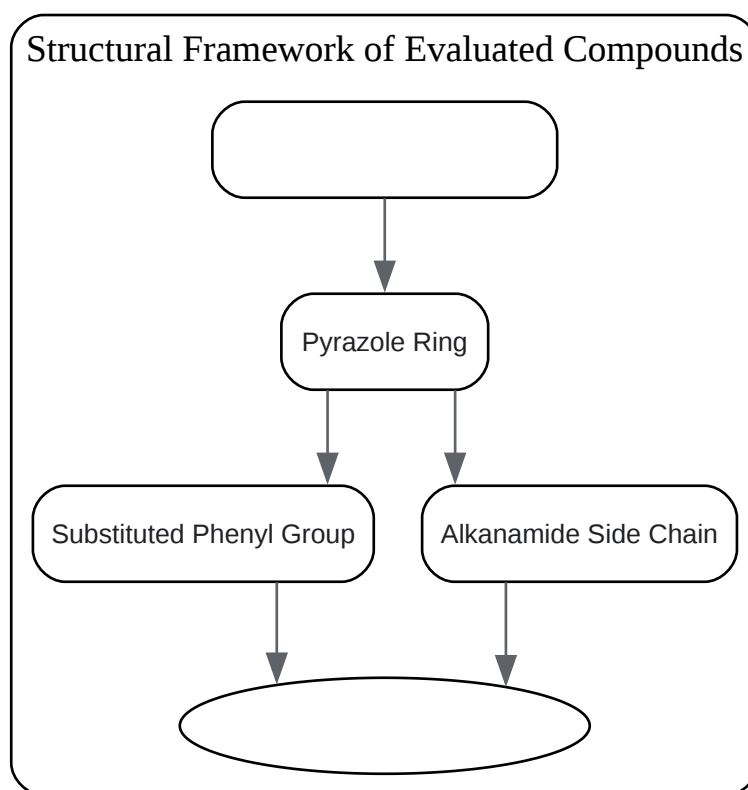 Structural Framework of Evaluated Compounds
Pyrazole Ring
Substituted Phenyl Group
Alkanamide Side Chain